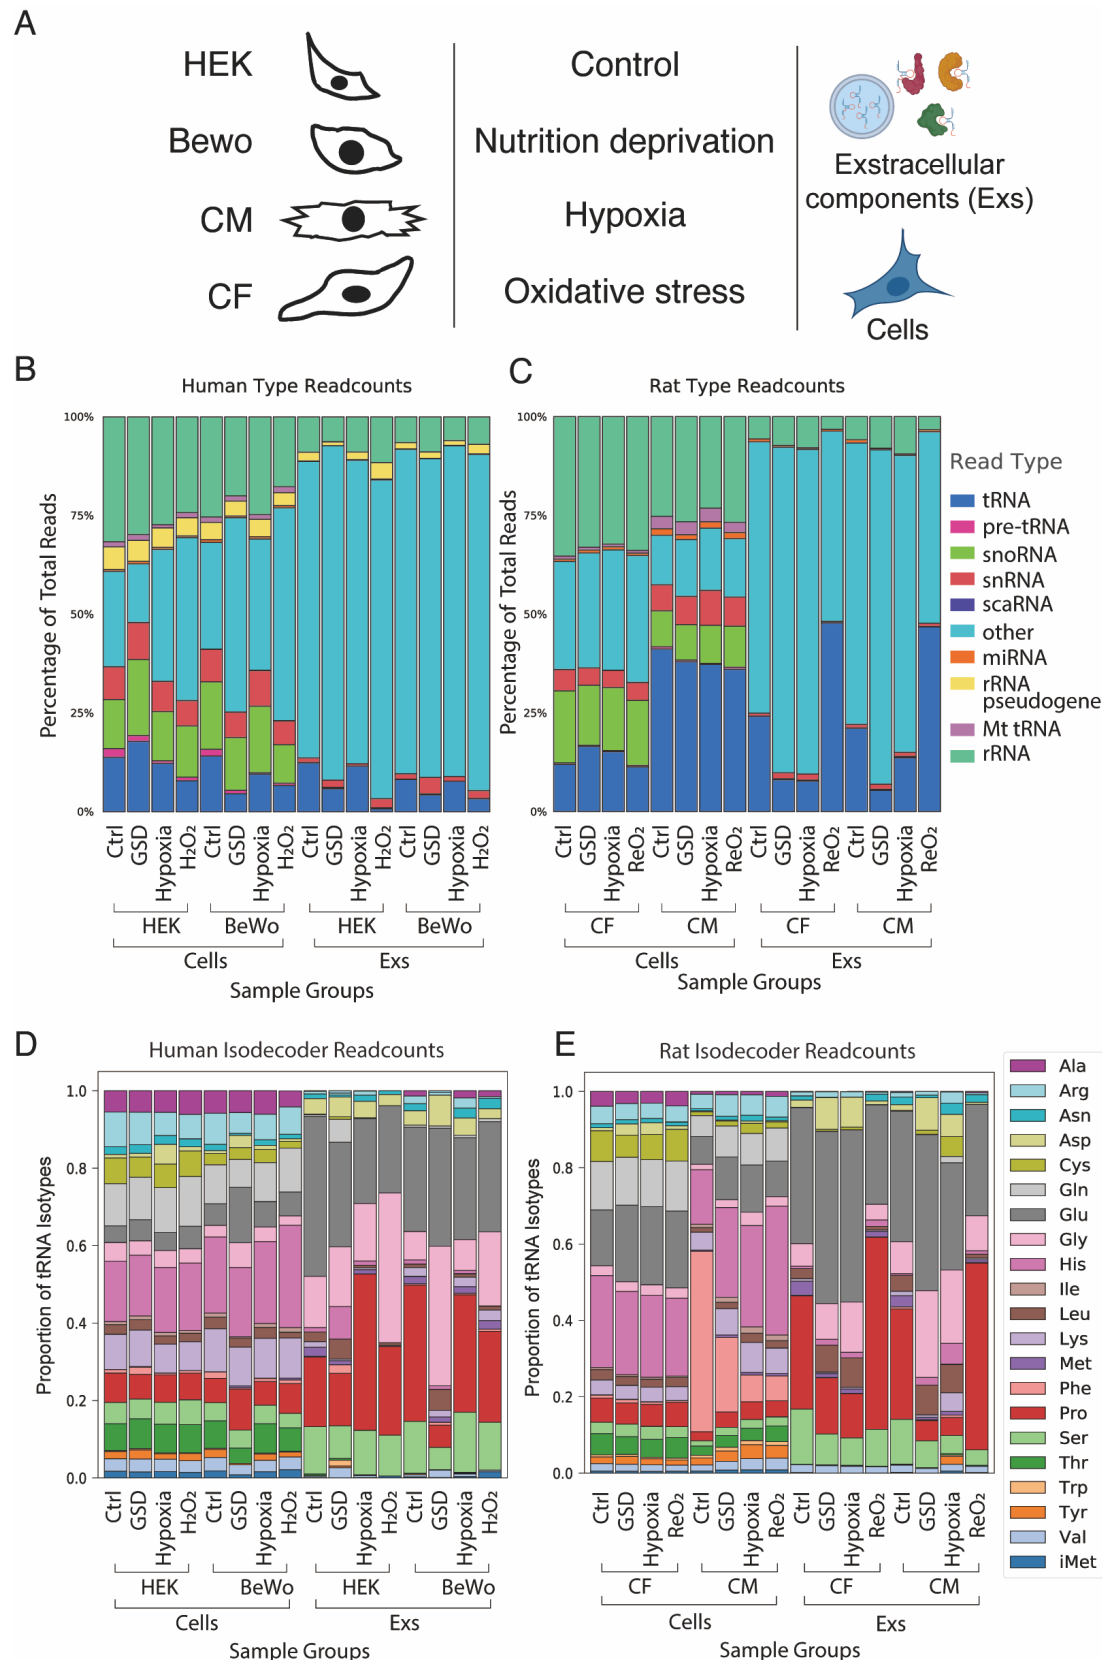 A
HEK
Bewo
CM
CF
Control
Nutrition deprivation
Hypoxia
Oxidative stress
Exstracellular
components (Exs)
Cells
B
Human Type Readcounts
Percentage of Total Reads
100%
75%
50%
25%
0%
Ctrl
GSD
Hypoxia
H₂O₂
Ctrl
GSD
Hypoxia
H₂O₂
Ctrl
GSD
Hypoxia
H₂O₂
Ctrl
GSD
Hypoxia
H₂O₂
HEK
BeWo
HEK
BeWo
Cells
Exs
Sample Groups
C
Rat Type Readcounts
Percentage of Total Reads
100%
75%
50%
25%
0%
Ctrl
GSD
Hypoxia
ReO₂
Ctrl
GSD
Hypoxia
ReO₂
Ctrl
GSD
Hypoxia
ReO₂
Ctrl
GSD
Hypoxia
ReO₂
CF
CM
CF
CM
Cells
Exs
Sample Groups
Read Type
tRNA
pre-tRNA
snoRNA
snRNA
scaRNA
other
miRNA
rRNA
pseudogene
Mt tRNA
rRNA
D
Human Isodecoder Readcounts
Proportion of tRNA Isotypes
1.0
0.8
0.6
0.4
0.2
0.0
Ctrl
GSD
Hypoxia
H₂O₂
Ctrl
GSD
Hypoxia
H₂O₂
Ctrl
GSD
Hypoxia
H₂O₂
Ctrl
GSD
Hypoxia
H₂O₂
HEK
BeWo
HEK
BeWo
Cells
Exs
Sample Groups
E
Rat Isodecoder Readcounts
Proportion of tRNA Isotypes
1.0
0.8
0.6
0.4
0.2
0.0
Ctrl
GSD
Hypoxia
ReO₂
Ctrl
GSD
Hypoxia
ReO₂
Ctrl
GSD
Hypoxia
ReO₂
Ctrl
GSD
Hypoxia
ReO₂
CF
CM
CF
CM
Cells
Exs
Sample Groups
Ala
Arg
Asn
Asp
Cys
Gln
Glu
Gly
His
Ile
Leu
Lys
Met
Phe
Pro
Ser
Thr
Trp
Tyr
Val
iMet